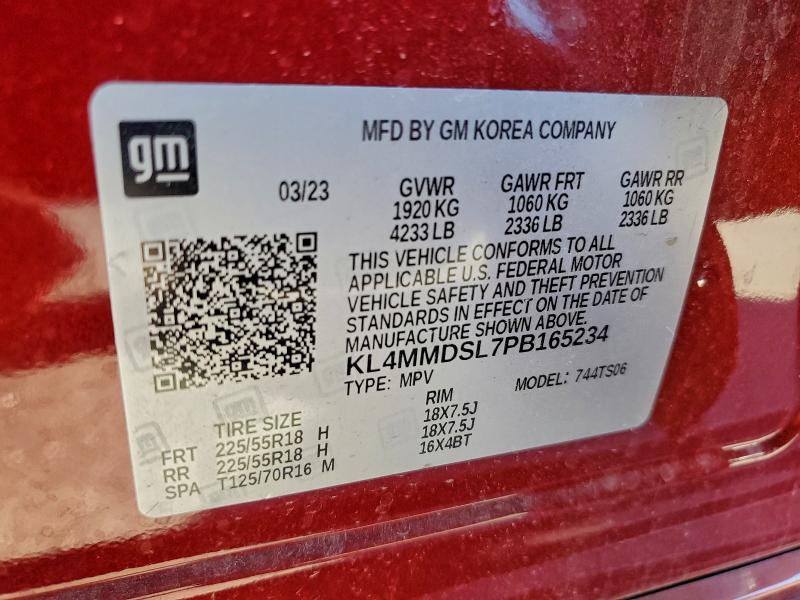 gm
MFD BY GM KOREA COMPANY
03/23
GVWR GAWR FRT GAWR RR
1920 KG 1060 KG 1060 KG
4233 LB 2336 LB 2336 LB
THIS VEHICLE CONFORMS TO ALL
APPLICABLE U.S. FEDERAL MOTOR
VEHICLE SAFETY AND THEFT PREVENTION
STANDARDS IN EFFECT ON THE DATE OF
MANUFACTURE SHOWN ABOVE.
KL4MMDSL7PB165234
TYPE: MPV MODEL: 744TS06
TIRE SIZE RIM
FRT 225/55R18 H 18X7.5J
RR 225/55R18 H 18X7.5J
SPA T125/70R16 M 16X4BT